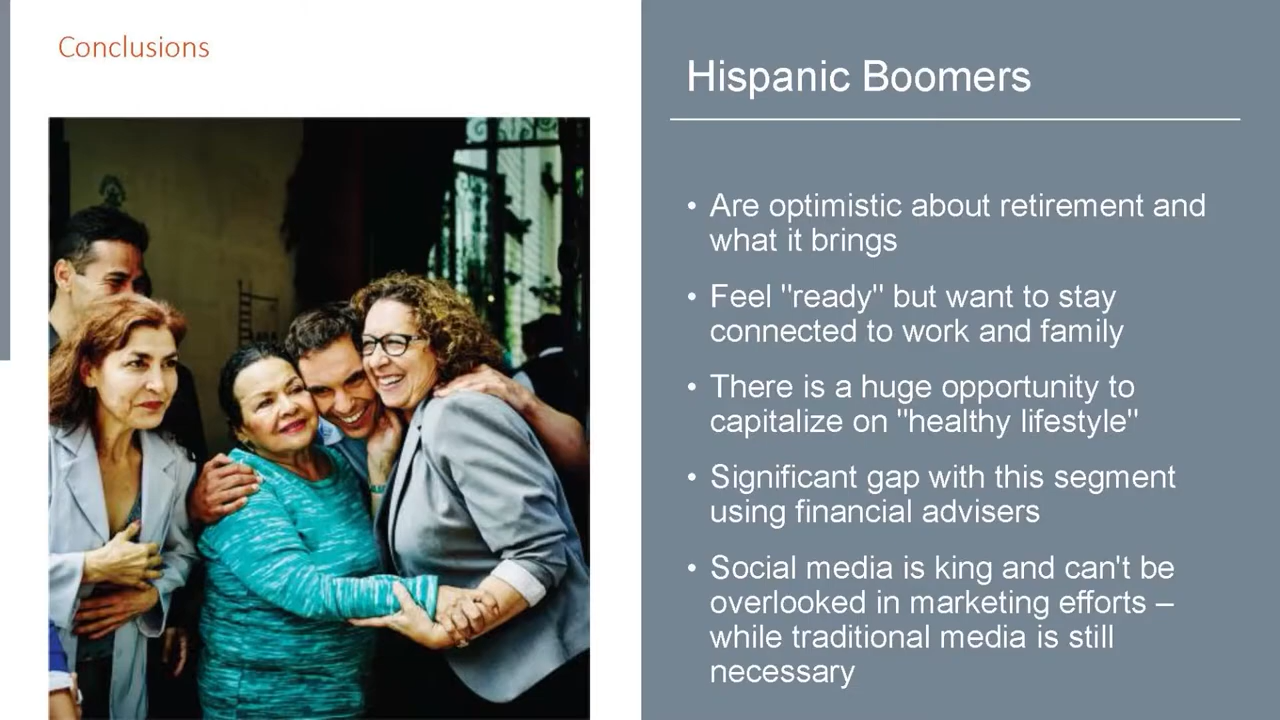 Conclusions
Hispanic Boomers
• Are optimistic about retirement and
what it brings
• Feel "ready" but want to stay
connected to work and family
• There is a huge opportunity to
capitalize on "healthy lifestyle"
• Significant gap with this segment
using financial advisers
• Social media is king and can't be
overlooked in marketing efforts –
while traditional media is still
necessary